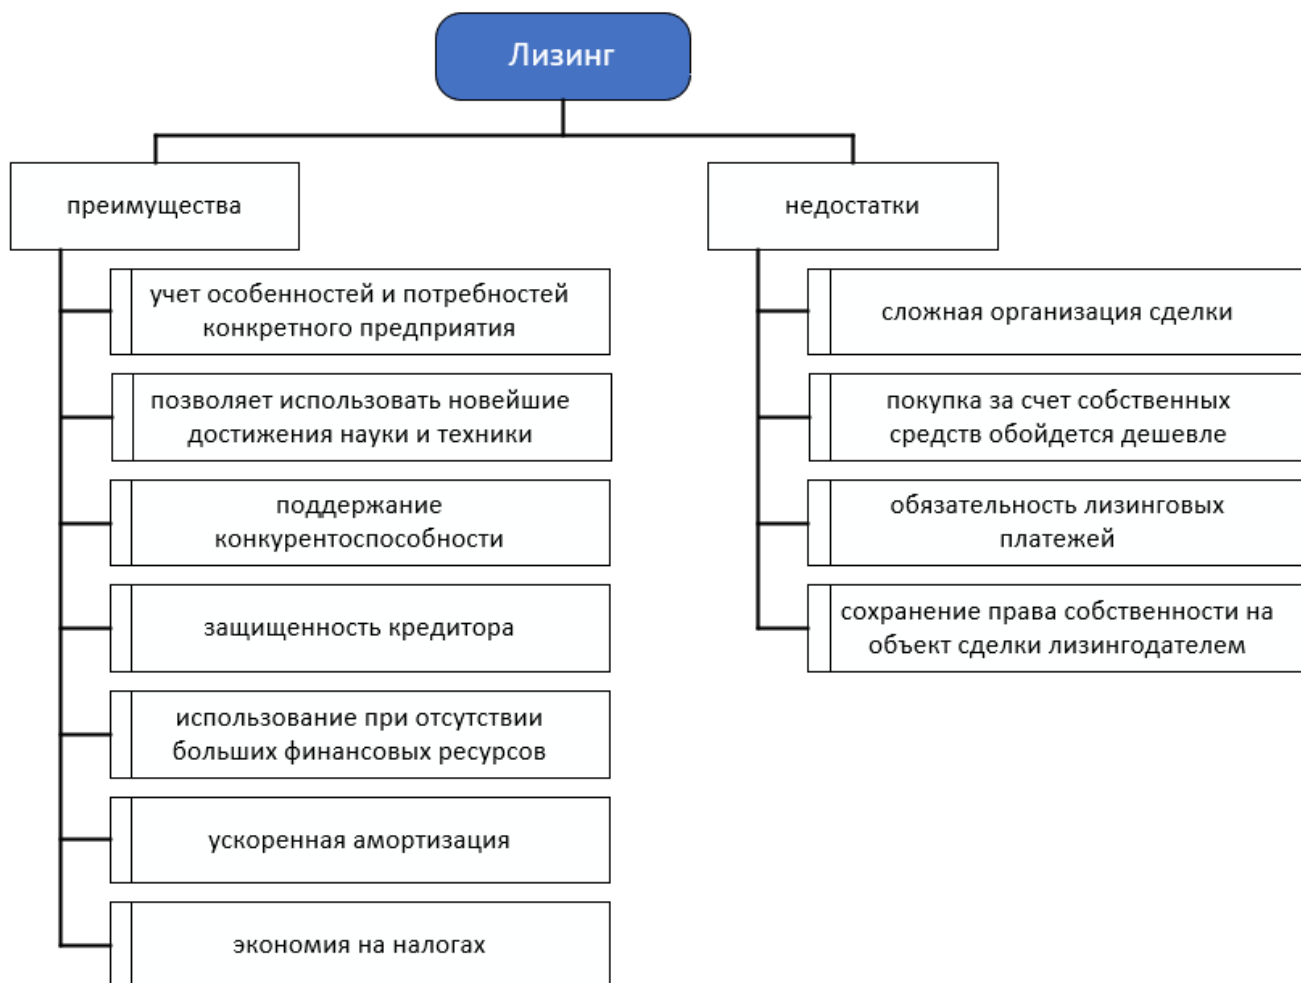 Лизинг
преимущества
учет особенностей и потребностей
конкретного предприятия
позволяет использовать новейшие
достижения науки и техники
поддержание
конкурентоспособности
защищенность кредитора
использование при отсутствии
больших финансовых ресурсов
ускоренная амортизация
экономия на налогах
недостатки
сложная организация сделки
покупка за счет собственных
средств обойдется дешевле
обязательность лизинговых
платежей
сохранение права собственности на
объект сделки лизингодателем